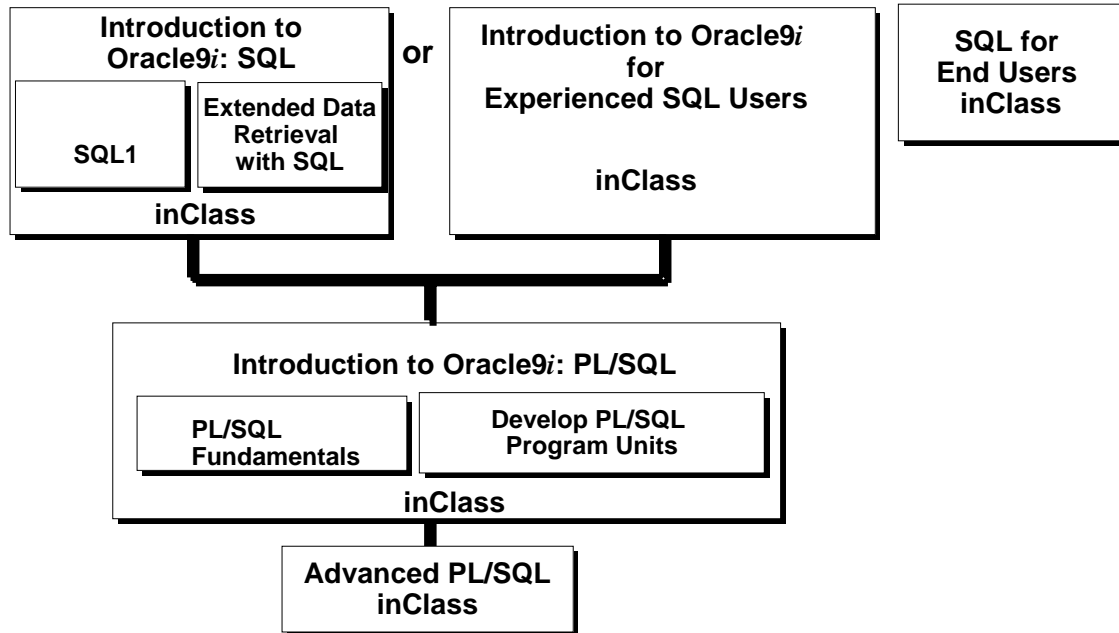 Introduction to
Oracle9i: SQL
SQL1
Extended Data
Retrieval
with SQL
inClass
or
Introduction to Oracle9i
for
Experienced SQL Users
inClass
SQL for
End Users
inClass
Introduction to Oracle9i: PL/SQL
PL/SQL
Fundamentals
Develop PL/SQL
Program Units
inClass
Advanced PL/SQL
inClass